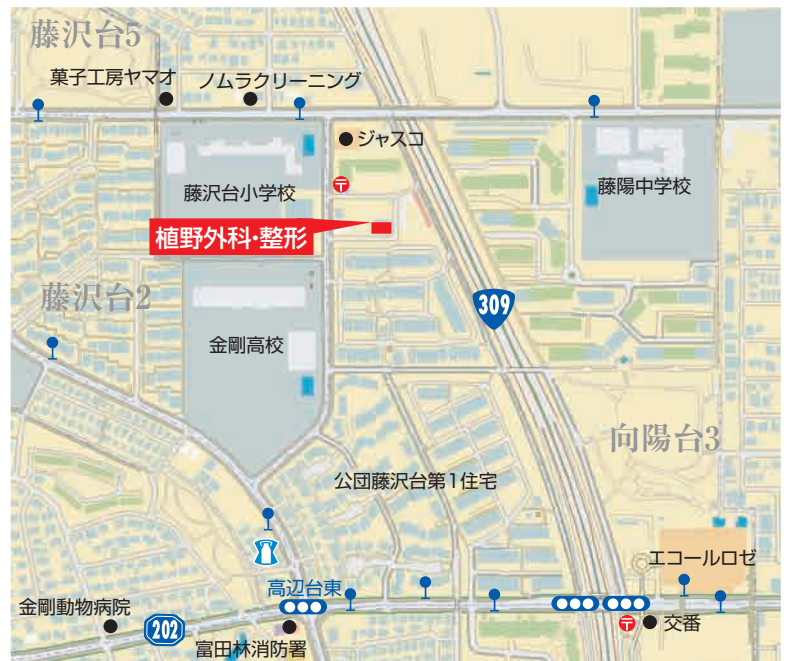 藤沢台5
菓子工房ヤマオ
ノムラクリーニング
ジャスコ
藤沢台小学校
藤陽中学校
植野外科・整形
藤沢台2
309
金剛高校
向陽台3
公団藤沢台第1住宅
エコールロゼ
高辺台東
金剛動物病院
202
交番
富田林消防署